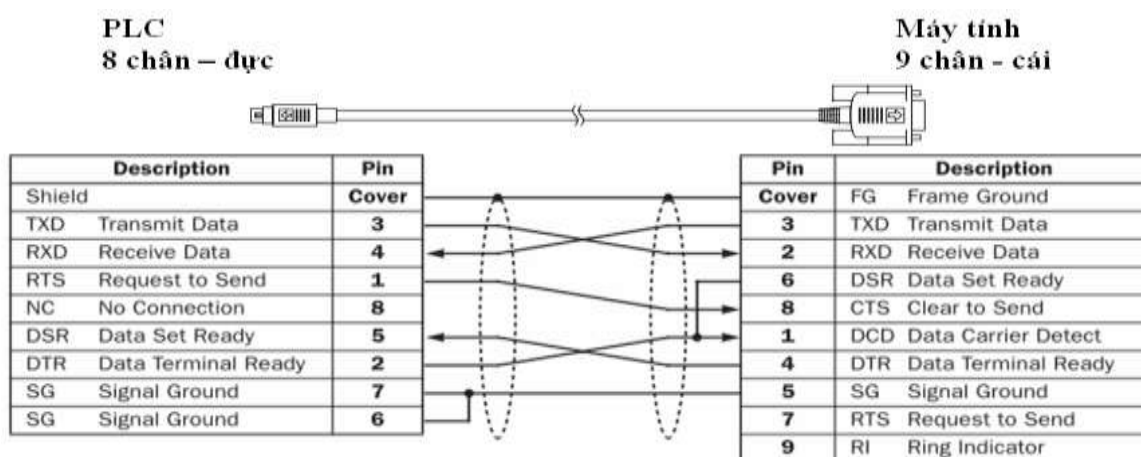 PLC
8 chân – đực
Máy tính
9 chân - cái
Description Pin
Shield Cover
TXD Transmit Data 3
RXD Receive Data 4
RTS Request to Send 1
NC No Connection 8
DSR Data Set Ready 5
DTR Data Terminal Ready 2
SG Signal Ground 7
SG Signal Ground 6
Pin Description
Cover FG Frame Ground
3 TXD Transmit Data
2 RXD Receive Data
6 DSR Data Set Ready
8 CTS Clear to Send
1 DCD Data Carrier Detect
4 DTR Data Terminal Ready
5 SG Signal Ground
7 RTS Request to Send
9 RI Ring Indicator